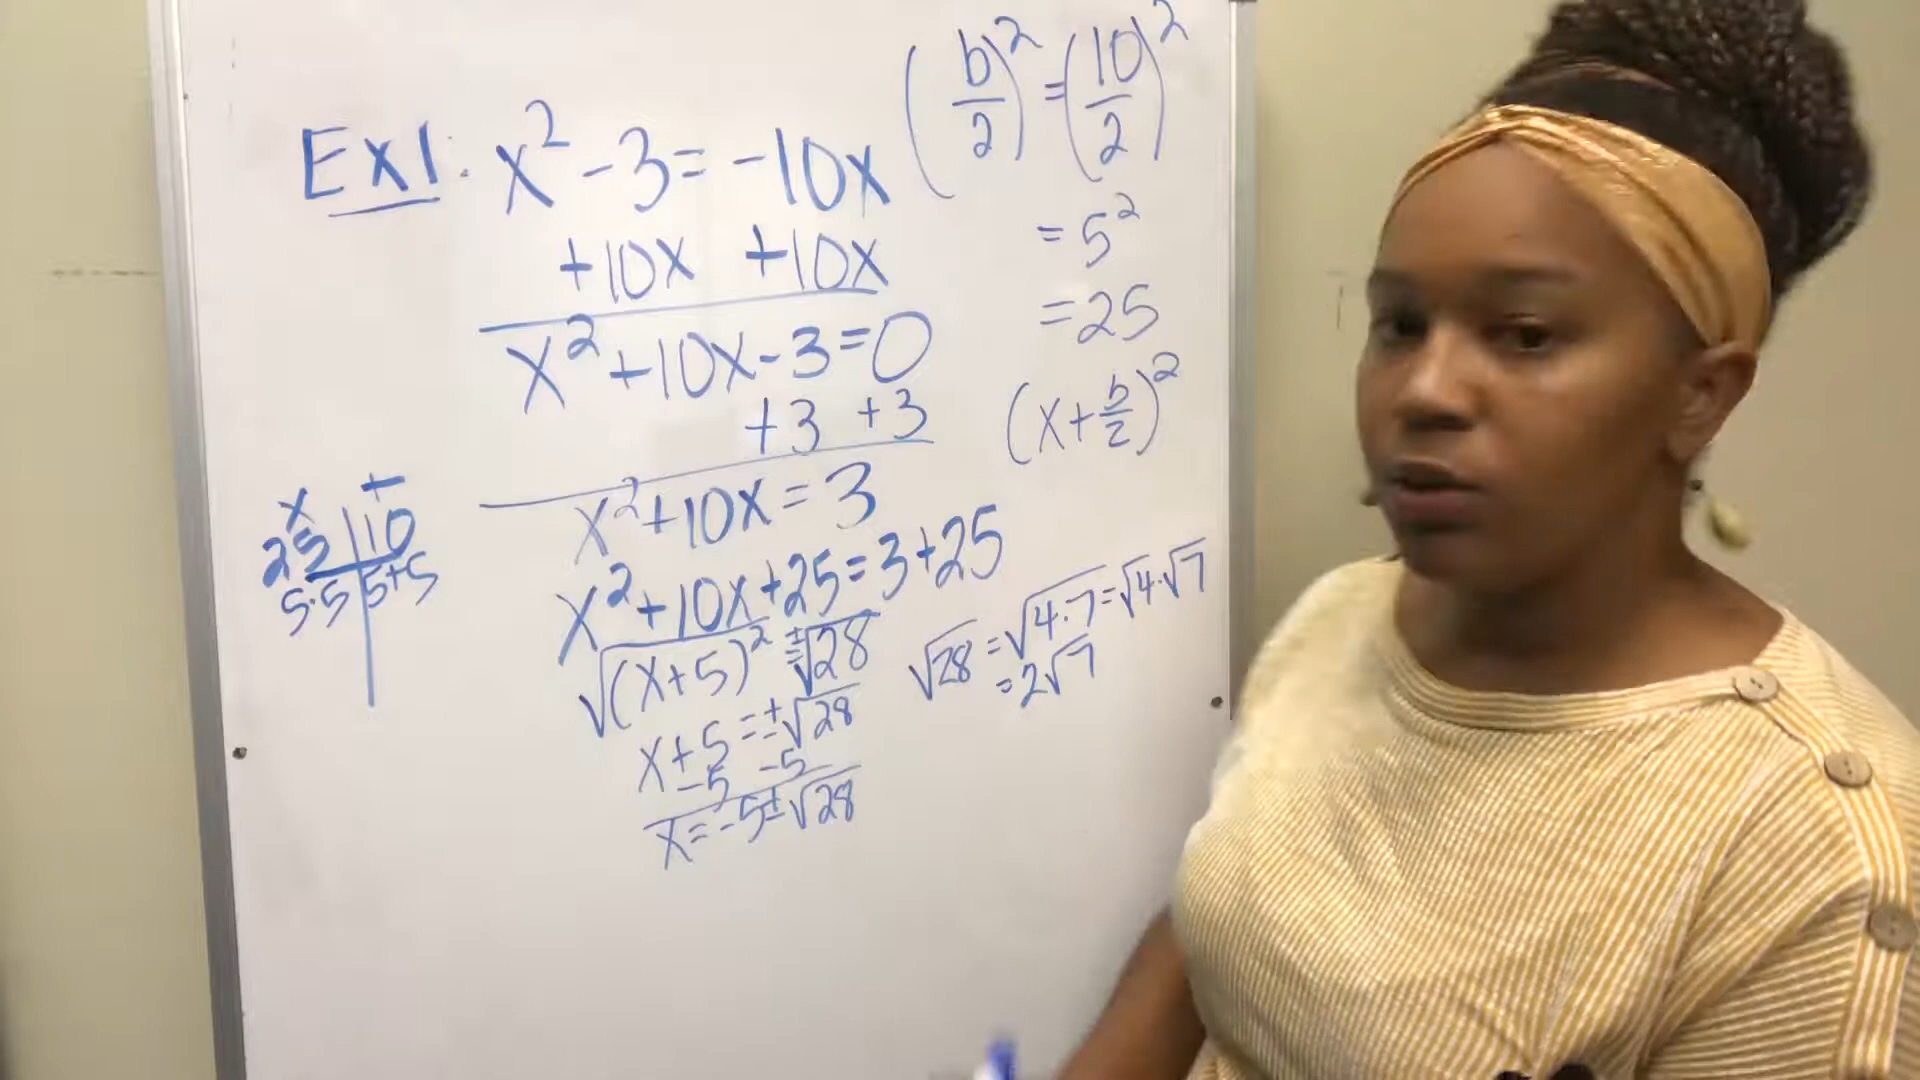 Ex1: x² - 3 = -10x
+10x +10x
x² + 10x - 3 = 0
+3 +3
x² + 10x = 3
x² + 10x + 25 = 3 + 25
√(x+5)² = ±√28
x + 5 = ±√28
-5 -5
x = -5 ± √28
(b/2)² = (10/2)²
= 5²
= 25
(x + b/2)²
√28 = √4·7 = √4·√7
= 2√7
x +
25 | 10
5·5 | 5+5